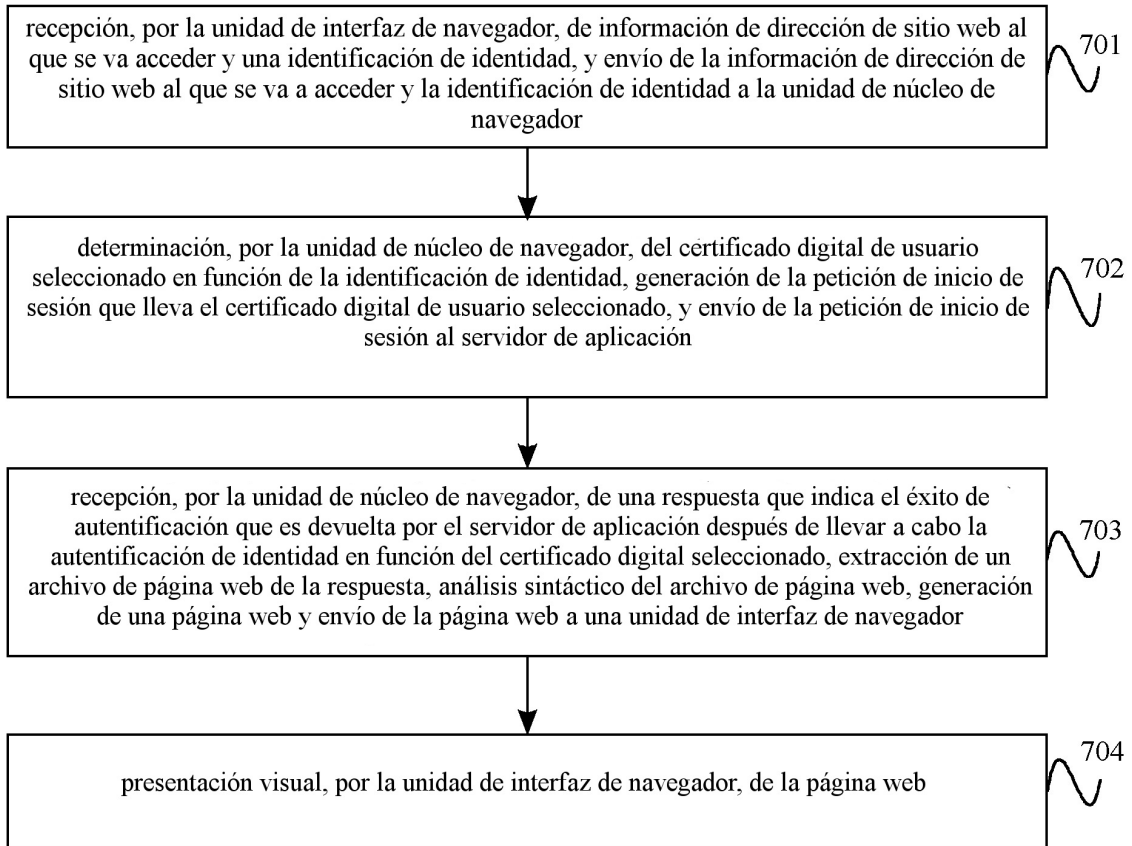 recepción, por la unidad de interfaz de navegador, de información de dirección de sitio web al
que se va acceder y una identificación de identidad, y envío de la información de dirección de
sitio web al que se va a acceder y la identificación de identidad a la unidad de núcleo de
navegador
701
determinación, por la unidad de núcleo de navegador, del certificado digital de usuario
seleccionado en función de la identificación de identidad, generación de la petición de inicio de
sesión que lleva el certificado digital de usuario seleccionado, y envío de la petición de inicio de
sesión al servidor de aplicación
702
recepción, por la unidad de núcleo de navegador, de una respuesta que indica el éxito de
autentificación que es devuelta por el servidor de aplicación después de llevar a cabo la
autentificación de identidad en función del certificado digital seleccionado, extracción de un
archivo de página web de la respuesta, análisis sintáctico del archivo de página web, generación
de una página web y envío de la página web a una unidad de interfaz de navegador
703
presentación visual, por la unidad de interfaz de navegador, de la página web
704